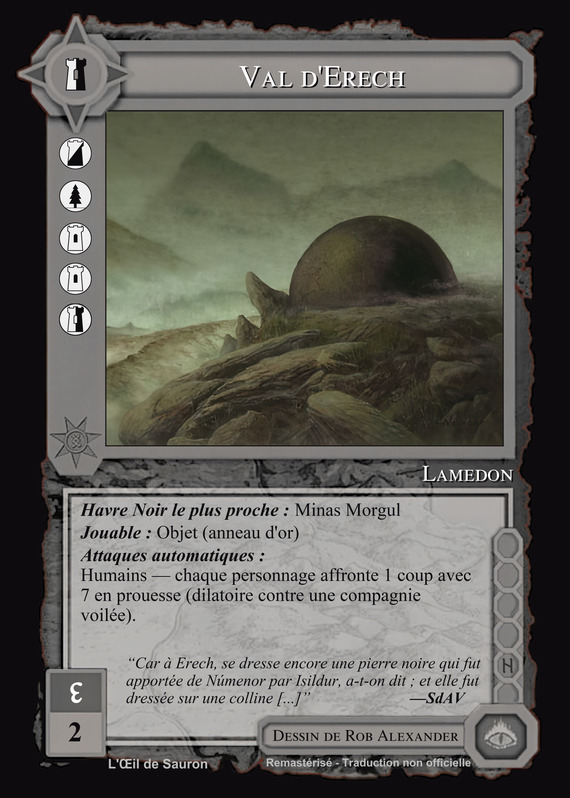 Val d'Erech
Lamedon
Havre Noir le plus proche : Minas Morgul
Jouable : Objet (anneau d'or)
Attaques automatiques :
Humains — chaque personnage affronte 1 coup avec
7 en prouesse (dilatoire contre une compagnie
voilée).
“Car à Erech, se dresse encore une pierre noire qui fut
apportée de Númenor par Isildur, a-t-on dit ; et elle fut
dressée sur une colline [...]” —SdAV
ε
2
Dessin de Rob Alexander
L'Œil de Sauron
Remastérisé - Traduction non officielle